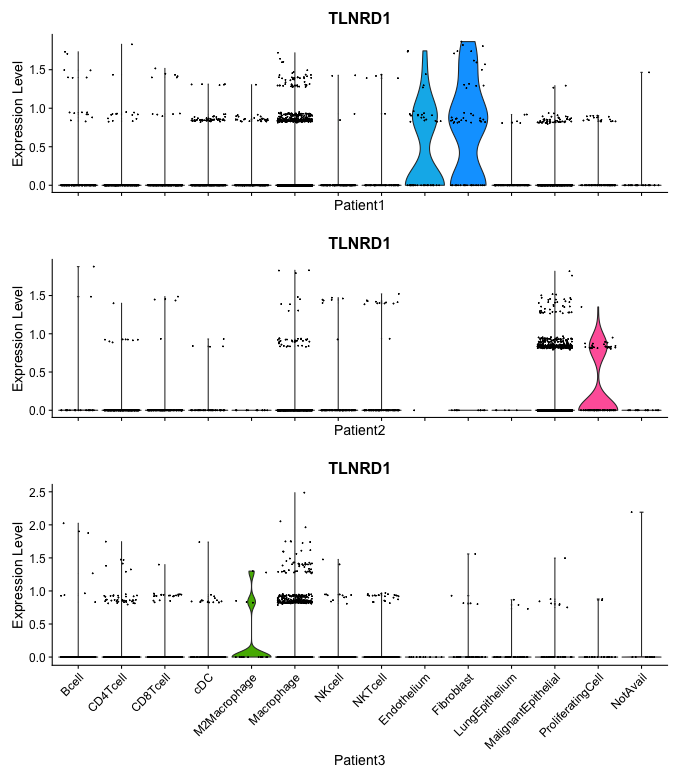 TLNRD1
Expression Level
1.5
1.0
0.5
0.0
Patient1
TLNRD1
Expression Level
1.5
1.0
0.5
0.0
Patient2
TLNRD1
Expression Level
2.5
2.0
1.5
1.0
0.5
0.0
Bcell
CD4Tcell
CD8Tcell
cDC
M2Macrophage
Macrophage
NKcell
NKTcell
Endothelium
Fibroblast
LungEpithelium
MalignantEpithelial
ProliferatingCell
NotAvail
Patient3